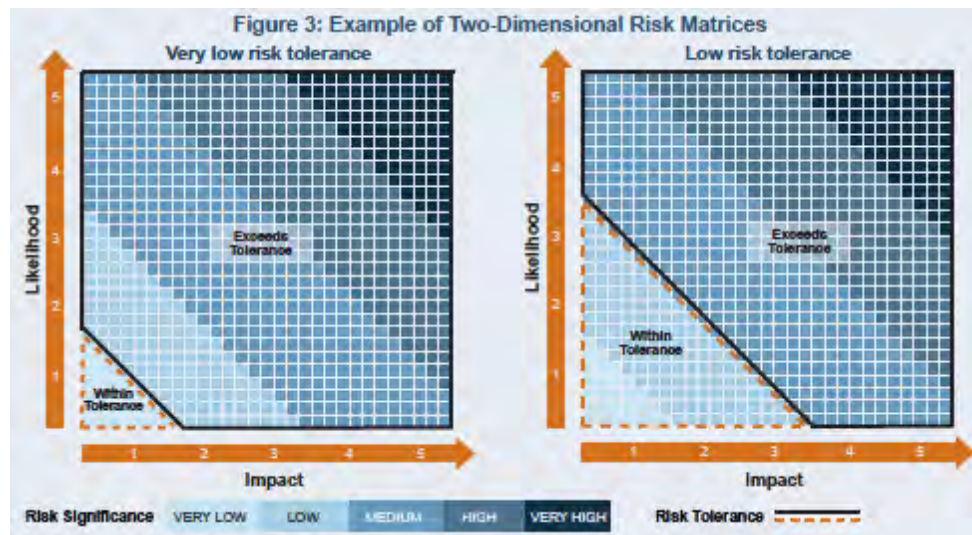 Figure 3: Example of Two-Dimensional Risk Matrices
Very low risk tolerance
Likelihood
5
4
3
2
1
Exceeds
Tolerance
Within
Tolerance
1 2 3 4 5
Impact
Low risk tolerance
Likelihood
5
4
3
2
1
Exceeds
Tolerance
Within
Tolerance
1 2 3 4 5
Impact
Risk Significance VERY LOW LOW MEDIUM HIGH VERY HIGH Risk Tolerance